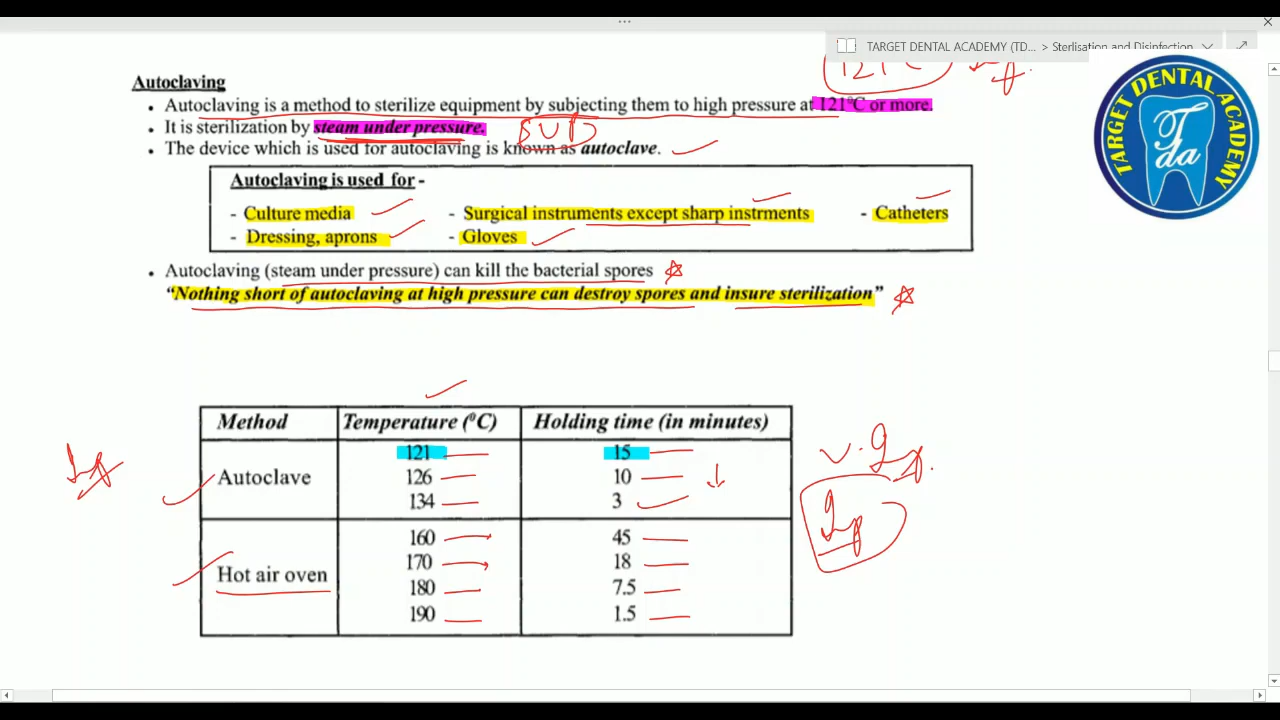 TARGET DENTAL ACADEMY (TD... > Sterlisation and Disinfection
121°C
Autoclaving
• Autoclaving is a method to sterilize equipment by subjecting them to high pressure at 121°C or more.
• It is sterilization by steam under pressure. SUP
• The device which is used for autoclaving is known as autoclave.
Autoclaving is used for -
- Culture media - Surgical instruments except sharp instrments - Catheters
- Dressing, aprons - Gloves
• Autoclaving (steam under pressure) can kill the bacterial spores
"Nothing short of autoclaving at high pressure can destroy spores and insure sterilization"
Method Temperature (°C) Holding time (in minutes)
121 15
Autoclave 126 10
134 3
160 45
170 18
Hot air oven
180 7.5
190 1.5
TARGET DENTAL ACADEMY
Tda